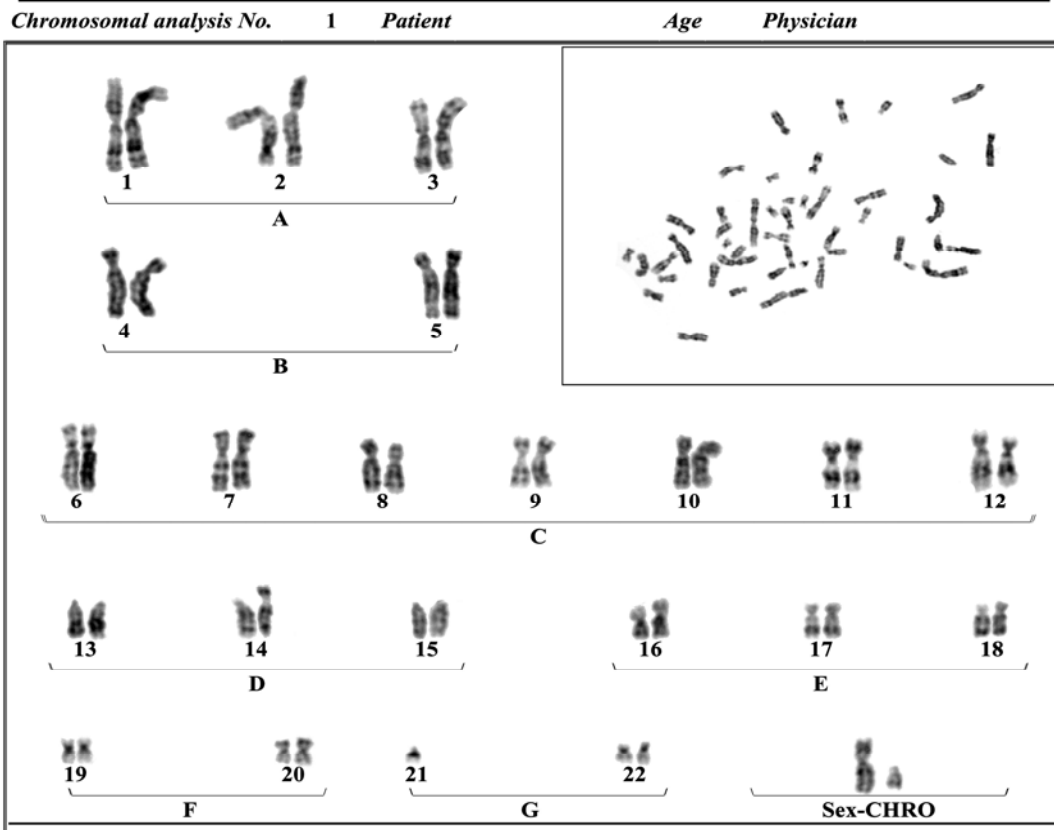 Chromosomal analysis No. 1 Patient Age Physician
1 2 3
A
4 5
B
6 7 8 9 10 11 12
C
13 14 15 16 17 18
D E
19 20 21 22
F G Sex-CHRO